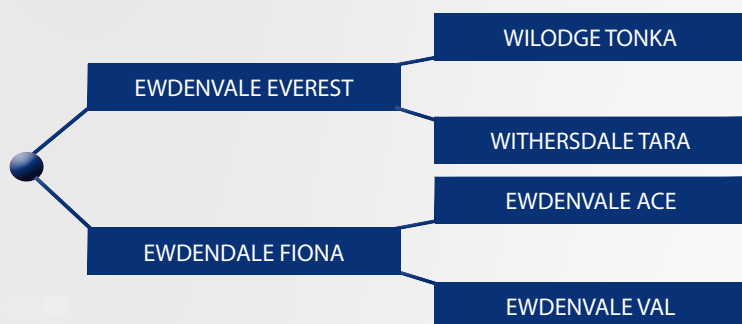 WILODGE TONKA
EWDENVALE EVEREST
WITHERSDALE TARA
EWDENVALE ACE
EWDENDALE FIONA
EWDENVALE VAL